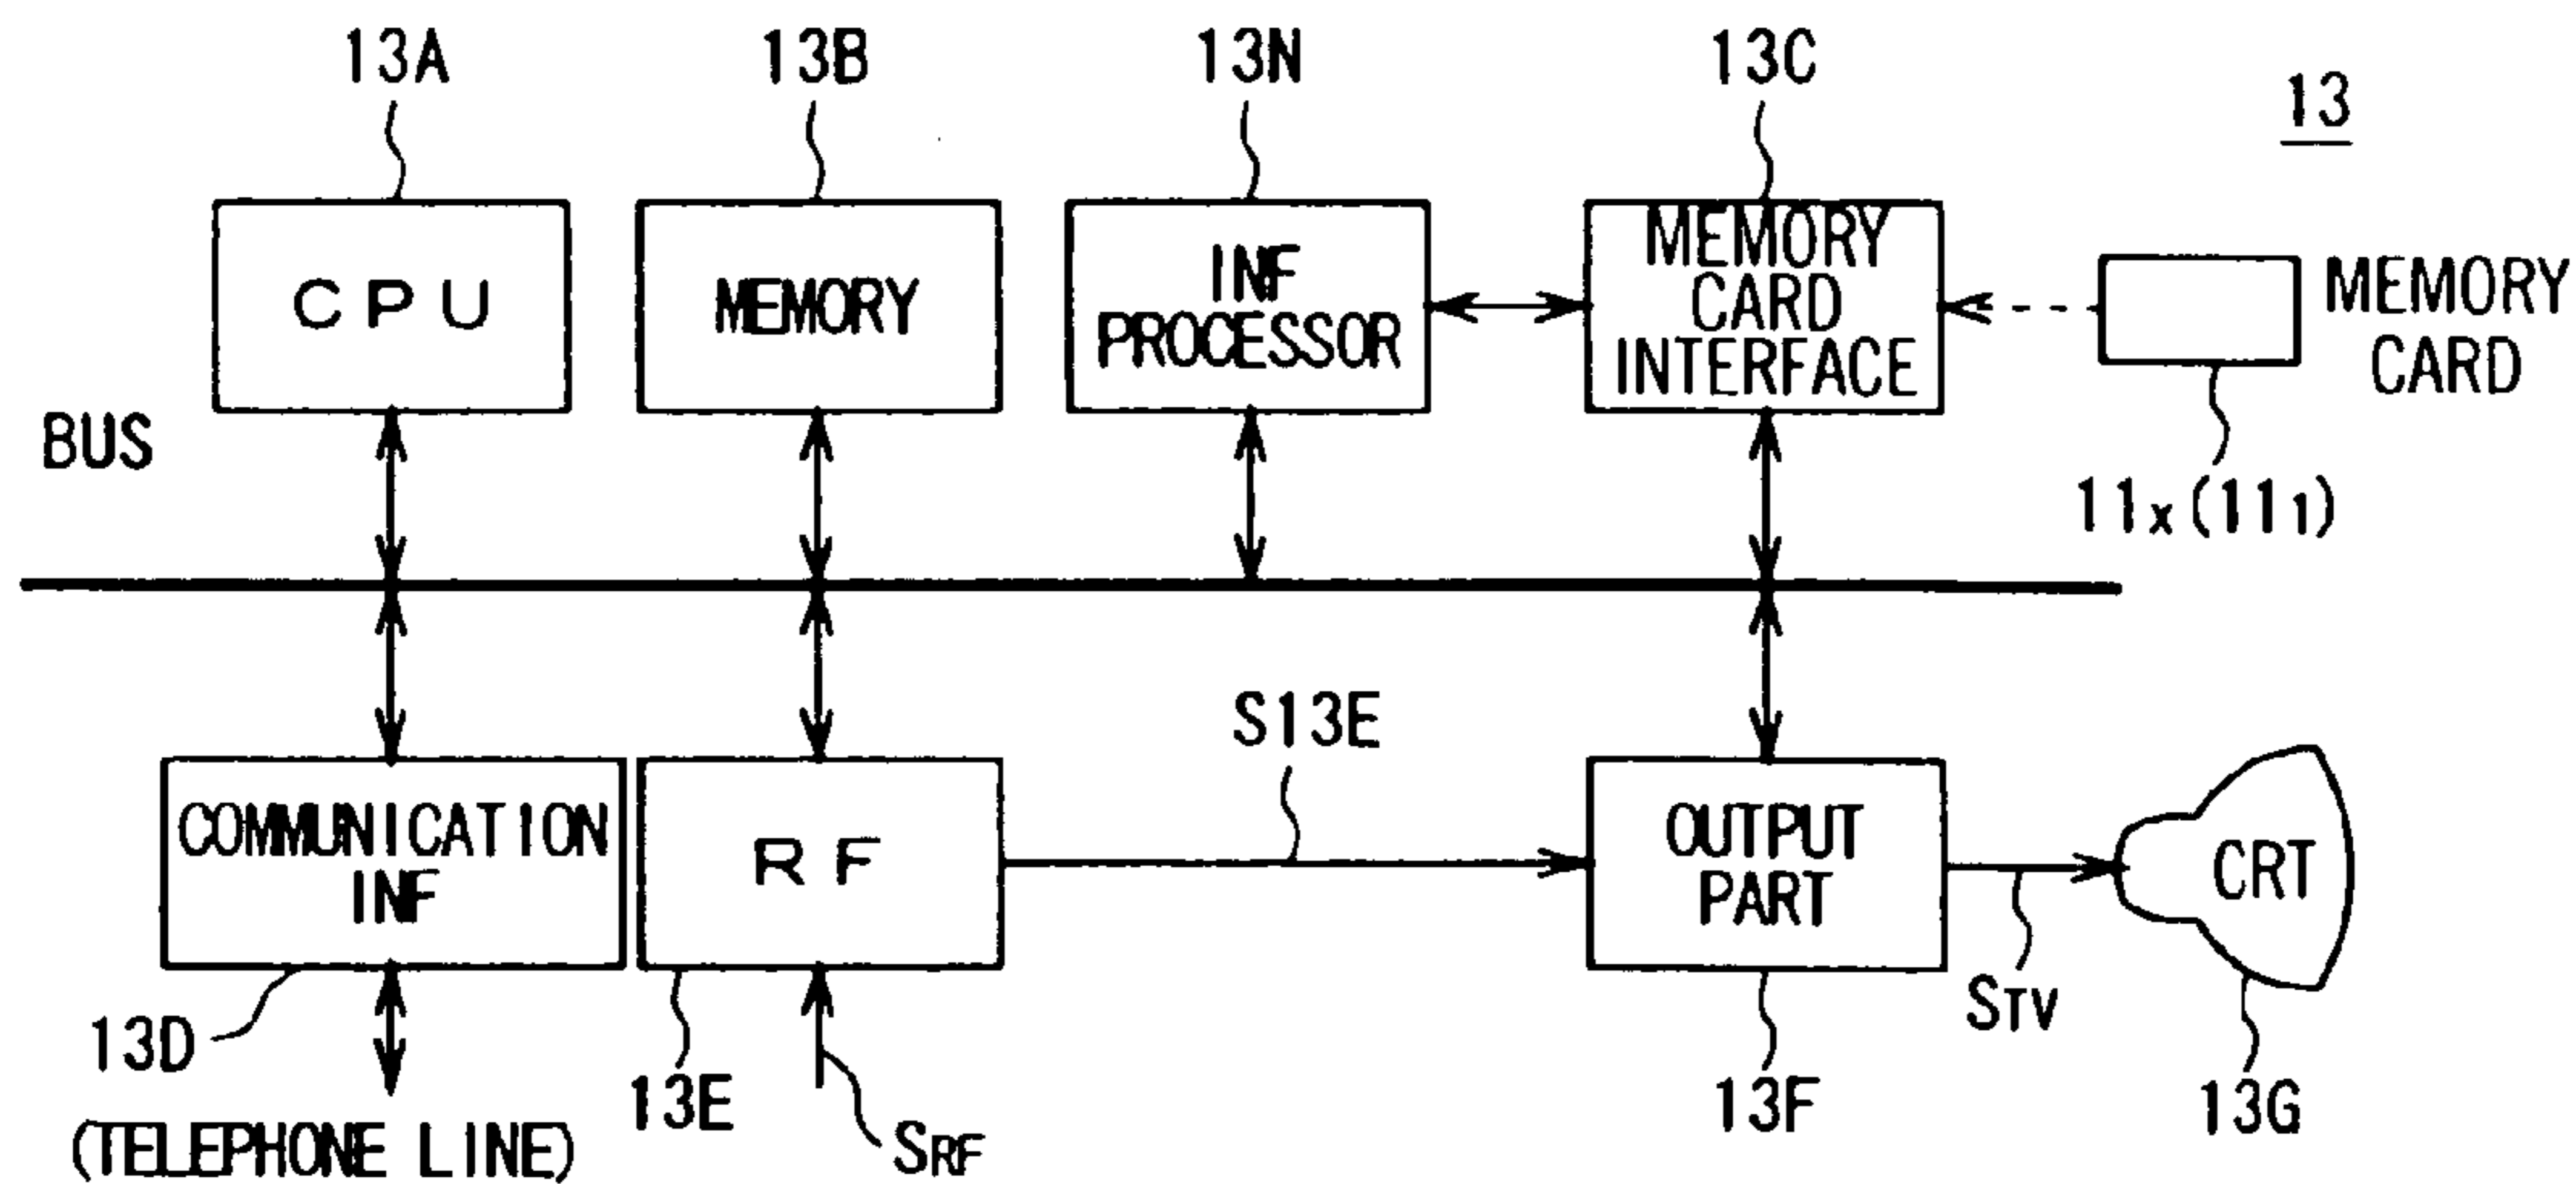 13A
13B
13N
13C
13
CPU
MEMORY
INF
PROCESSOR
MEMORY
CARD
INTERFACE
MEMORY
CARD
BUS
11x(111)
S13E
COMMUNICATION
INF
RF
OUTPUT
PART
CRT
STV
13D
13E
13F
13G
(TELEPHONE LINE)
SRF